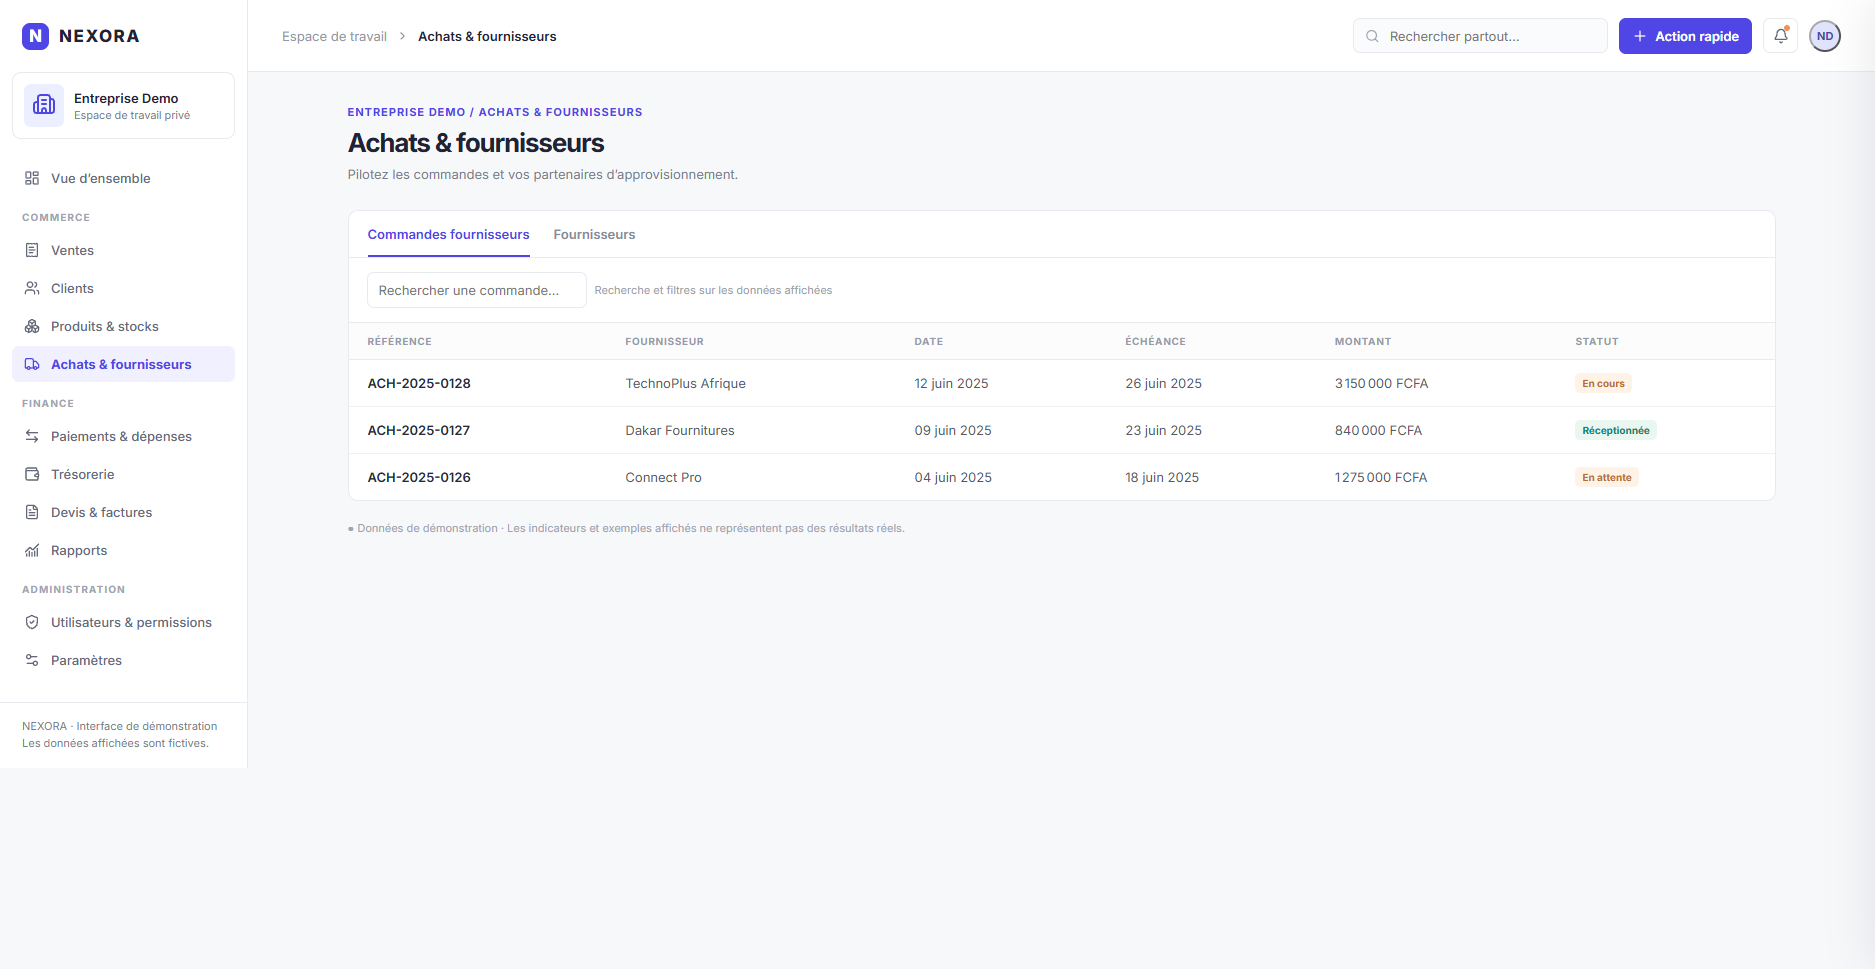 N NEXORA
Espace de travail > Achats & fournisseurs
Rechercher partout...
+ Action rapide
ND
Entreprise Demo
Espace de travail privé
Vue d’ensemble
COMMERCE
Ventes
Clients
Produits & stocks
Achats & fournisseurs
FINANCE
Paiements & dépenses
Trésorerie
Devis & factures
Rapports
ADMINISTRATION
Utilisateurs & permissions
Paramètres
NEXORA · Interface de démonstration
Les données affichées sont fictives.
ENTREPRISE DEMO / ACHATS & FOURNISSEURS
Achats & fournisseurs
Pilotez les commandes et vos partenaires d’approvisionnement.
Commandes fournisseurs Fournisseurs
Rechercher une commande... Recherche et filtres sur les données affichées
RÉFÉRENCE FOURNISSEUR DATE ÉCHÉANCE MONTANT STATUT
ACH-2025-0128 TechnoPlus Afrique 12 juin 2025 26 juin 2025 3 150 000 FCFA En cours
ACH-2025-0127 Dakar Fournitures 09 juin 2025 23 juin 2025 840 000 FCFA Réceptionnée
ACH-2025-0126 Connect Pro 04 juin 2025 18 juin 2025 1 275 000 FCFA En attente
Données de démonstration · Les indicateurs et exemples affichés ne représentent pas des résultats réels.